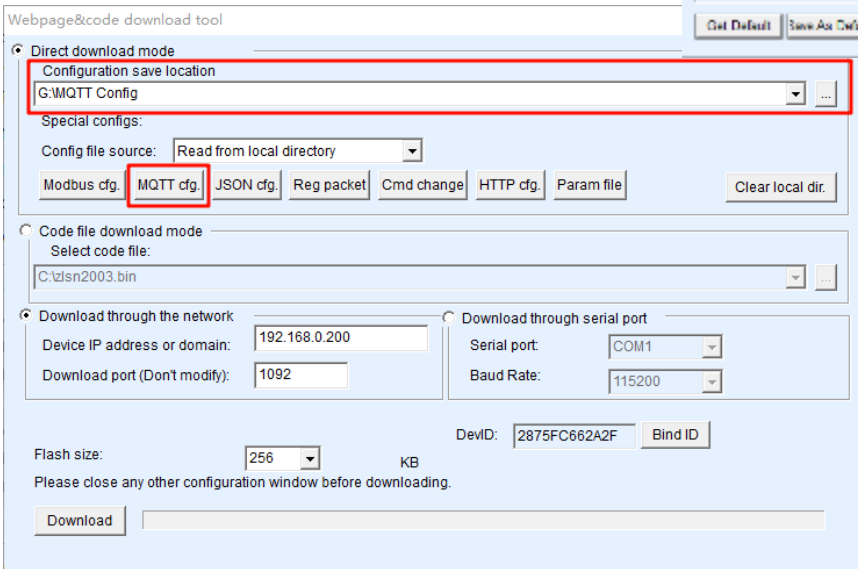 Webpage&code download tool
Get Default Save As Defa
Direct download mode
Configuration save location
G:\MQTT Config
...
Special configs:
Config file source: Read from local directory
Modbus cfg. MQTT cfg. JSON cfg. Reg packet Cmd change HTTP cfg. Param file Clear local dir.
Code file download mode
Select code file:
C:\zlsn2003.bin
...
Download through the network
Device IP address or domain: 192.168.0.200
Download port (Don't modify): 1092
Download through serial port
Serial port: COM1
Baud Rate: 115200
DevID: 2875FC662A2F Bind ID
Flash size: 256 KB
Please close any other configuration window before downloading.
Download